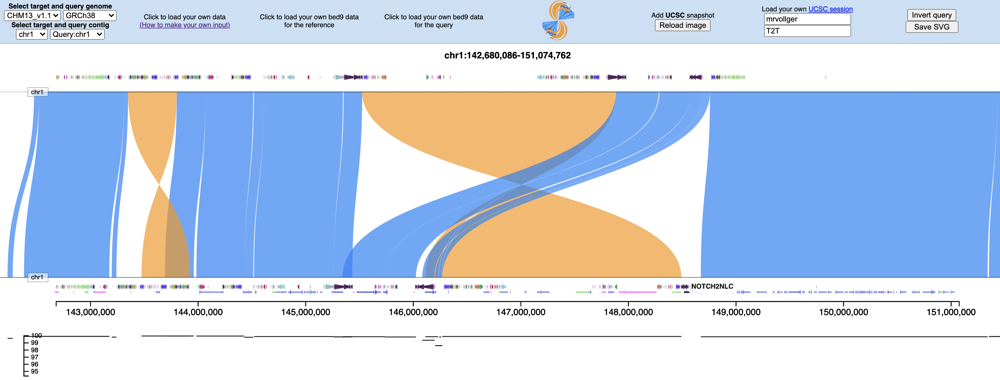 Select target and query genome
CHM13_v1.1 GRCh38
Select target and query contig
chr1 Query:chr1
Click to load your own data
(How to make your own input)
Click to load your own bed9 data
for the reference
Click to load your own bed9 data
for the query
Add UCSC snapshot
Reload image
Load your own UCSC session
mrvollger
T2T
Invert query
Save SVG
chr1:142,680,086-151,074,762
chr1
chr1
NOTCH2NLC
143,000,000 144,000,000 145,000,000 146,000,000 147,000,000 148,000,000 149,000,000 150,000,000 151,000,000
100
99
98
97
96
95